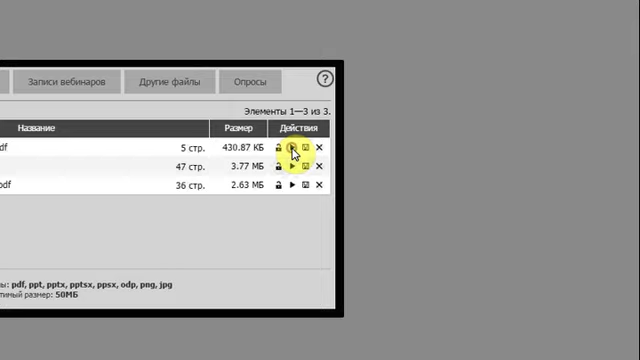 Записи вебинаров Другие файлы Опросы ?
Элементы 1—3 из 3.
Название Размер Действия
df 5 стр. 430.87 КБ
47 стр. 3.77 МБ
pdf 36 стр. 2.63 МБ
ы: pdf, ppt, pptx, pptsx, ppsx, odp, png, jpg
тимый размер: 50МБ